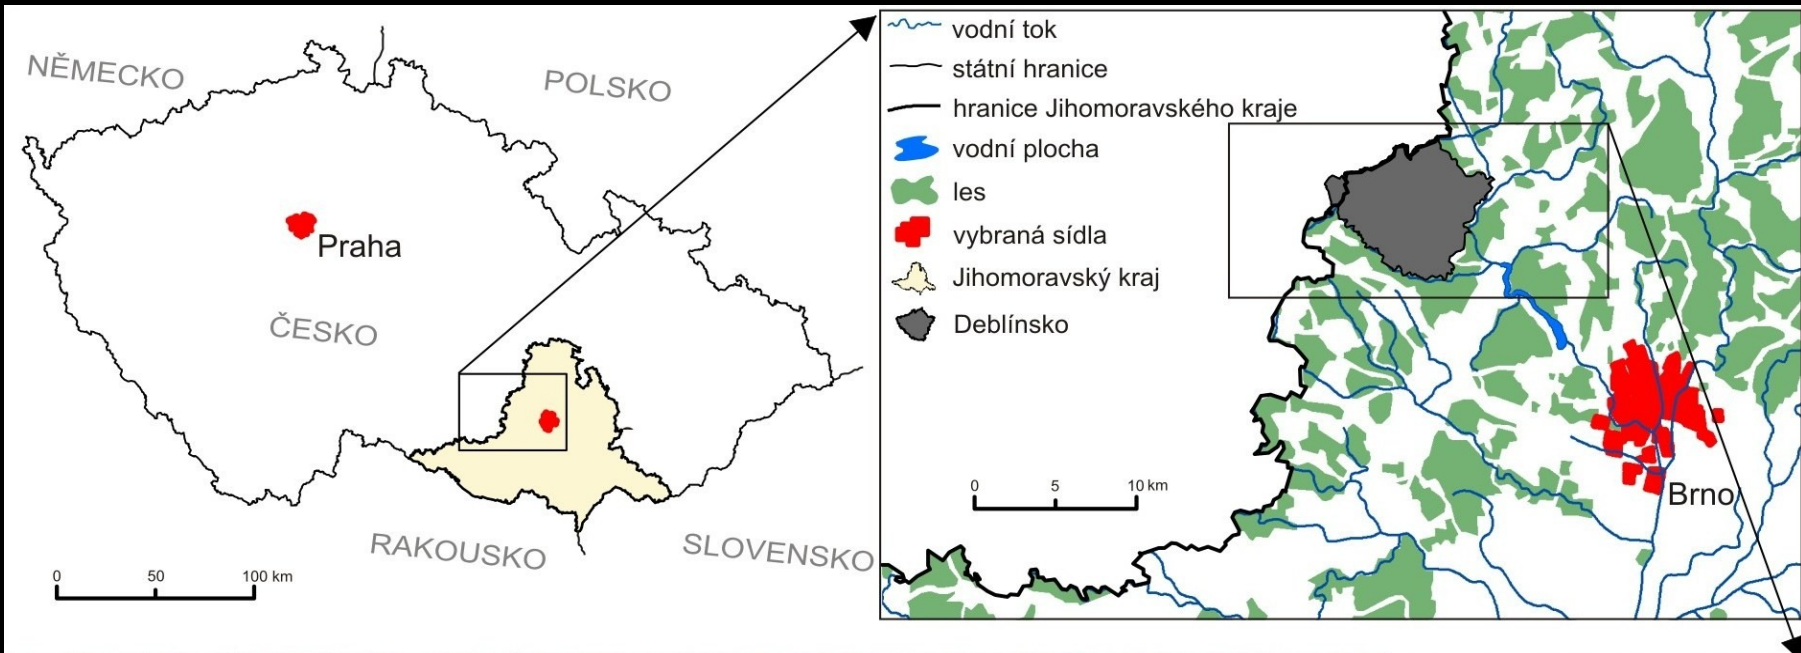 NĚMECKO
POLSKO
Praha
ČESKO
RAKOUSKO
SLOVENSKO
0 50 100 km
vodní tok
státní hranice
hranice Jihomoravského kraje
vodní plocha
les
vybraná sídla
Jihomoravský kraj
Deblínsko
0 5 10 km
Brno